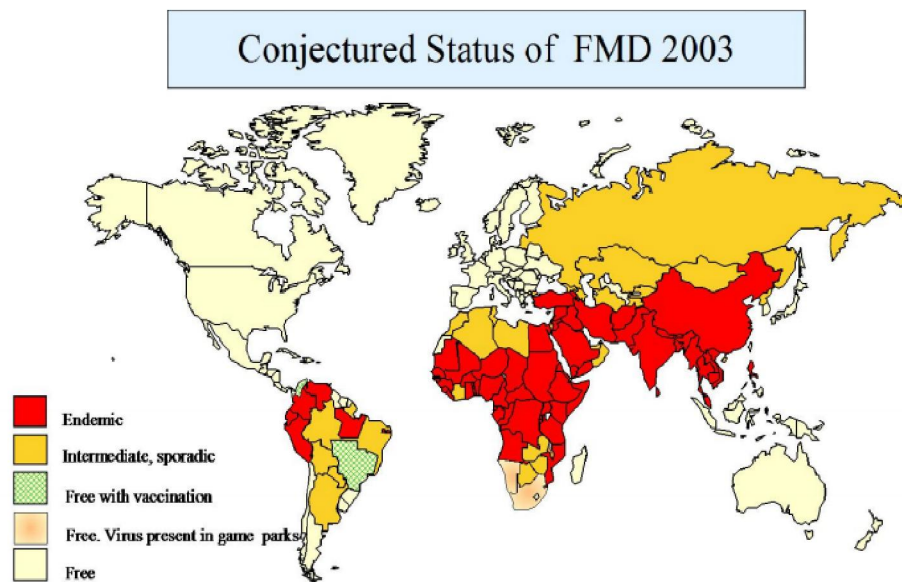 Conjectured Status of FMD 2003
Endemic
Intermediate, sporadic
Free with vaccination
Free. Virus present in game parks
Free